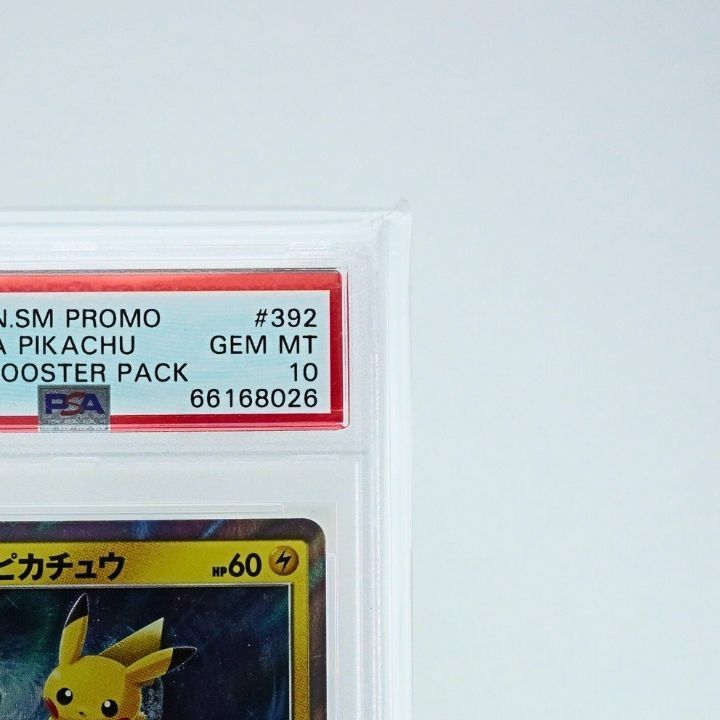 N.SM PROMO #392
A PIKACHU GEM MT
OOSTER PACK 10
PSA 66168026
ピカチュウ HP60